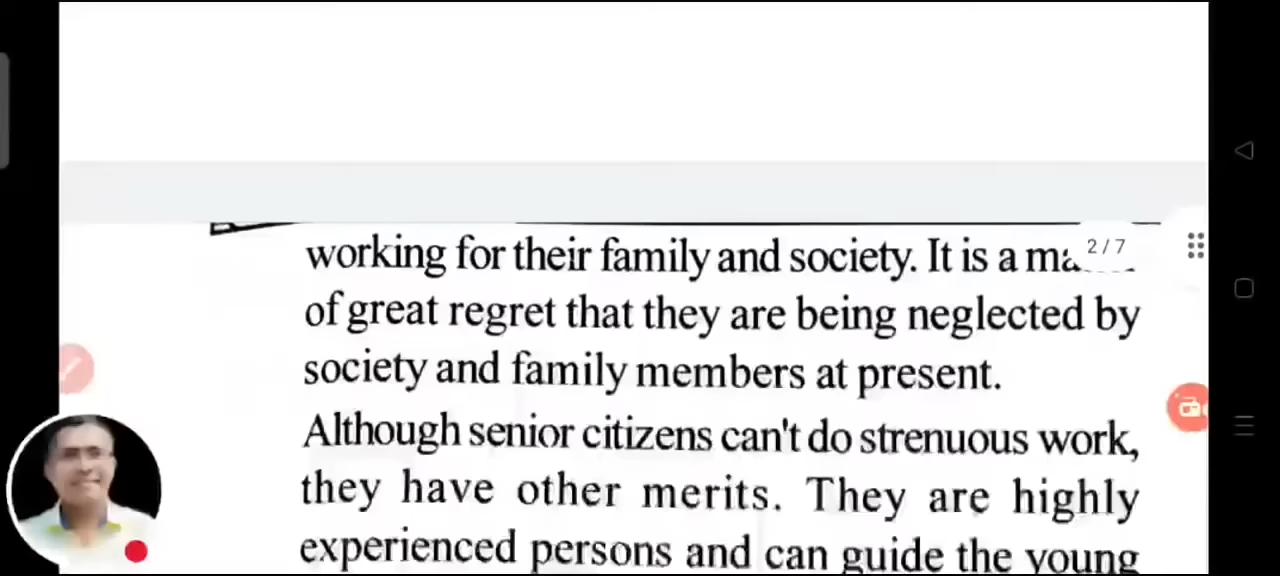 2/7
working for their family and society. It is a
of great regret that they are being neglected by
society and family members at present.
Although senior citizens can't do strenuous work,
they have other merits. They are highly
experienced persons and can guide the young